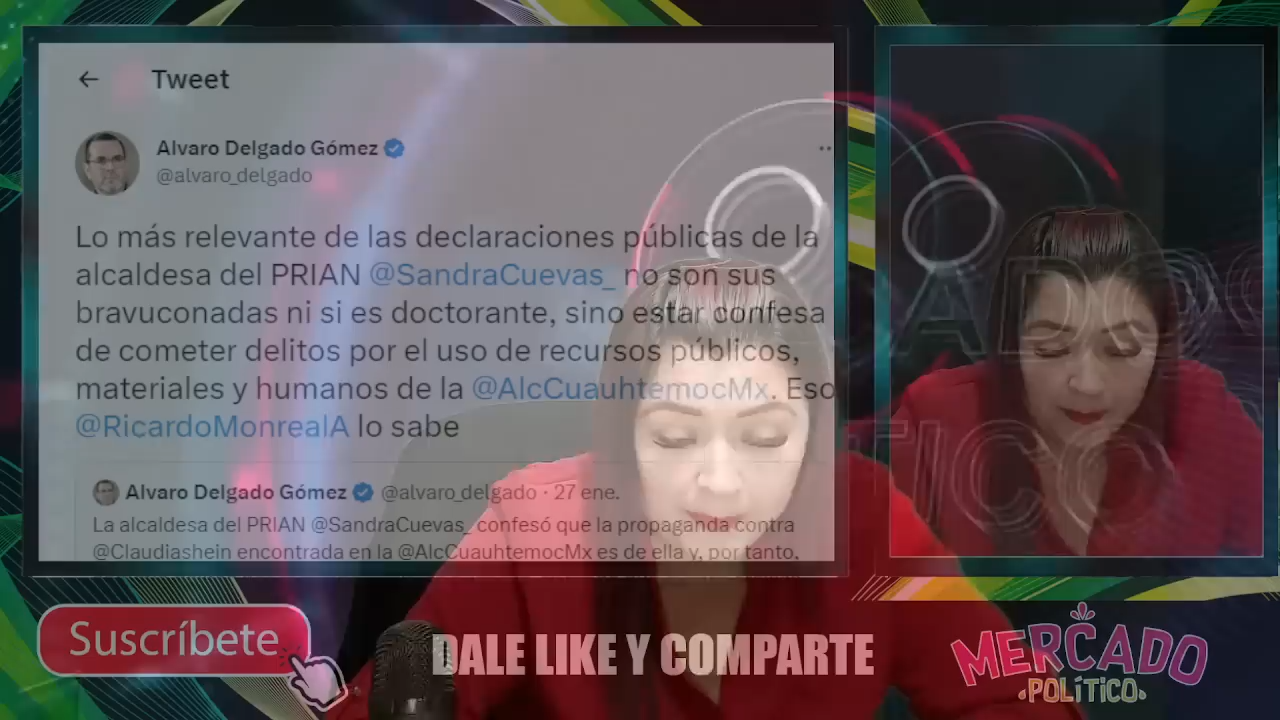 Tweet
Alvaro Delgado Gómez
@alvaro_delgado
Lo más relevante de las declaraciones públicas de la
alcaldesa del PRIAN @SandraCuevas_ no son sus
bravuconadas ni si es doctorante, sino estar confesa
de cometer delitos por el uso de recursos públicos,
materiales y humanos de la @AlcCuauhtemocMx. Eso
@RicardoMonrealA lo sabe
Alvaro Delgado Gómez @alvaro_delgado · 27 ene.
La alcaldesa del PRIAN @SandraCuevas_ confesó que la propaganda contra
@Claudiashein encontrada en la @AlcCuauhtemocMx es de ella y, por tanto,
Suscríbete
DALE LIKE Y COMPARTE
MERCADO
POLÍTICO